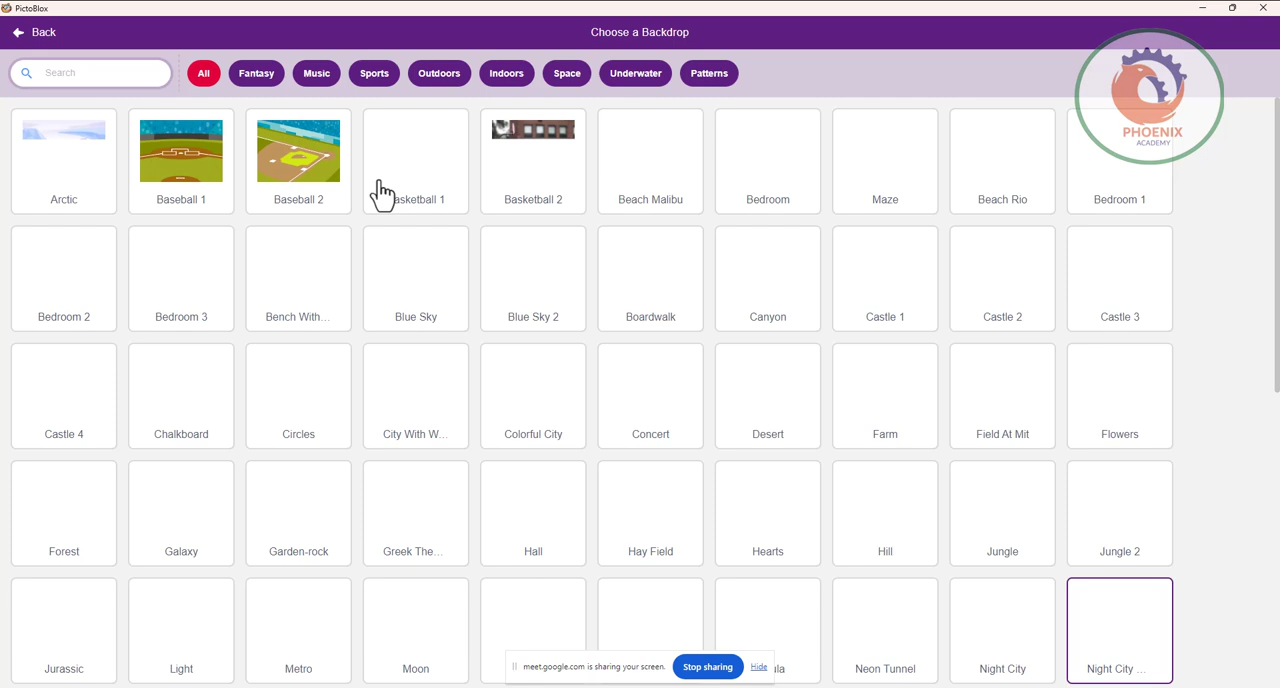 PictoBlox
Back
Choose a Backdrop
Search
All
Fantasy
Music
Sports
Outdoors
Indoors
Space
Underwater
Patterns
PHOENIX
ACADEMY
Arctic
Baseball 1
Baseball 2
asketball 1
Basketball 2
Beach Malibu
Bedroom
Maze
Beach Rio
Bedroom 1
Bedroom 2
Bedroom 3
Bench With...
Blue Sky
Blue Sky 2
Boardwalk
Canyon
Castle 1
Castle 2
Castle 3
Castle 4
Chalkboard
Circles
City With W...
Colorful City
Concert
Desert
Farm
Field At Mit
Flowers
Forest
Galaxy
Garden-rock
Greek The...
Hall
Hay Field
Hearts
Hill
Jungle
Jungle 2
Jurassic
Light
Metro
Moon
meet.google.com is sharing your screen.
Stop sharing
Hide
ula
Neon Tunnel
Night City
Night City ...